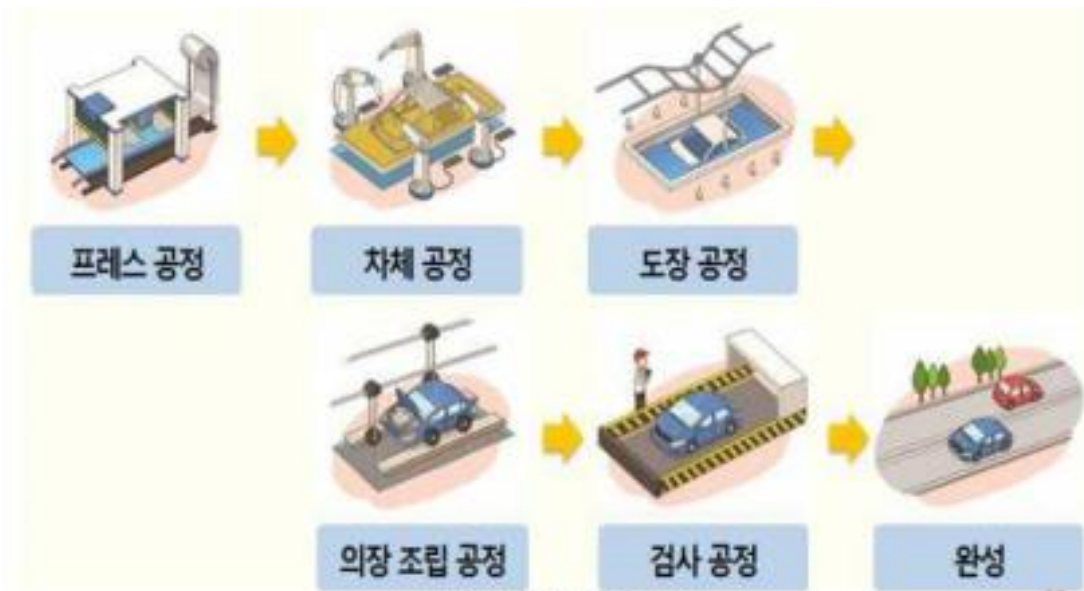 프레스 공정
차체 공정
도장 공정
의장 조립 공정
검사 공정
완성